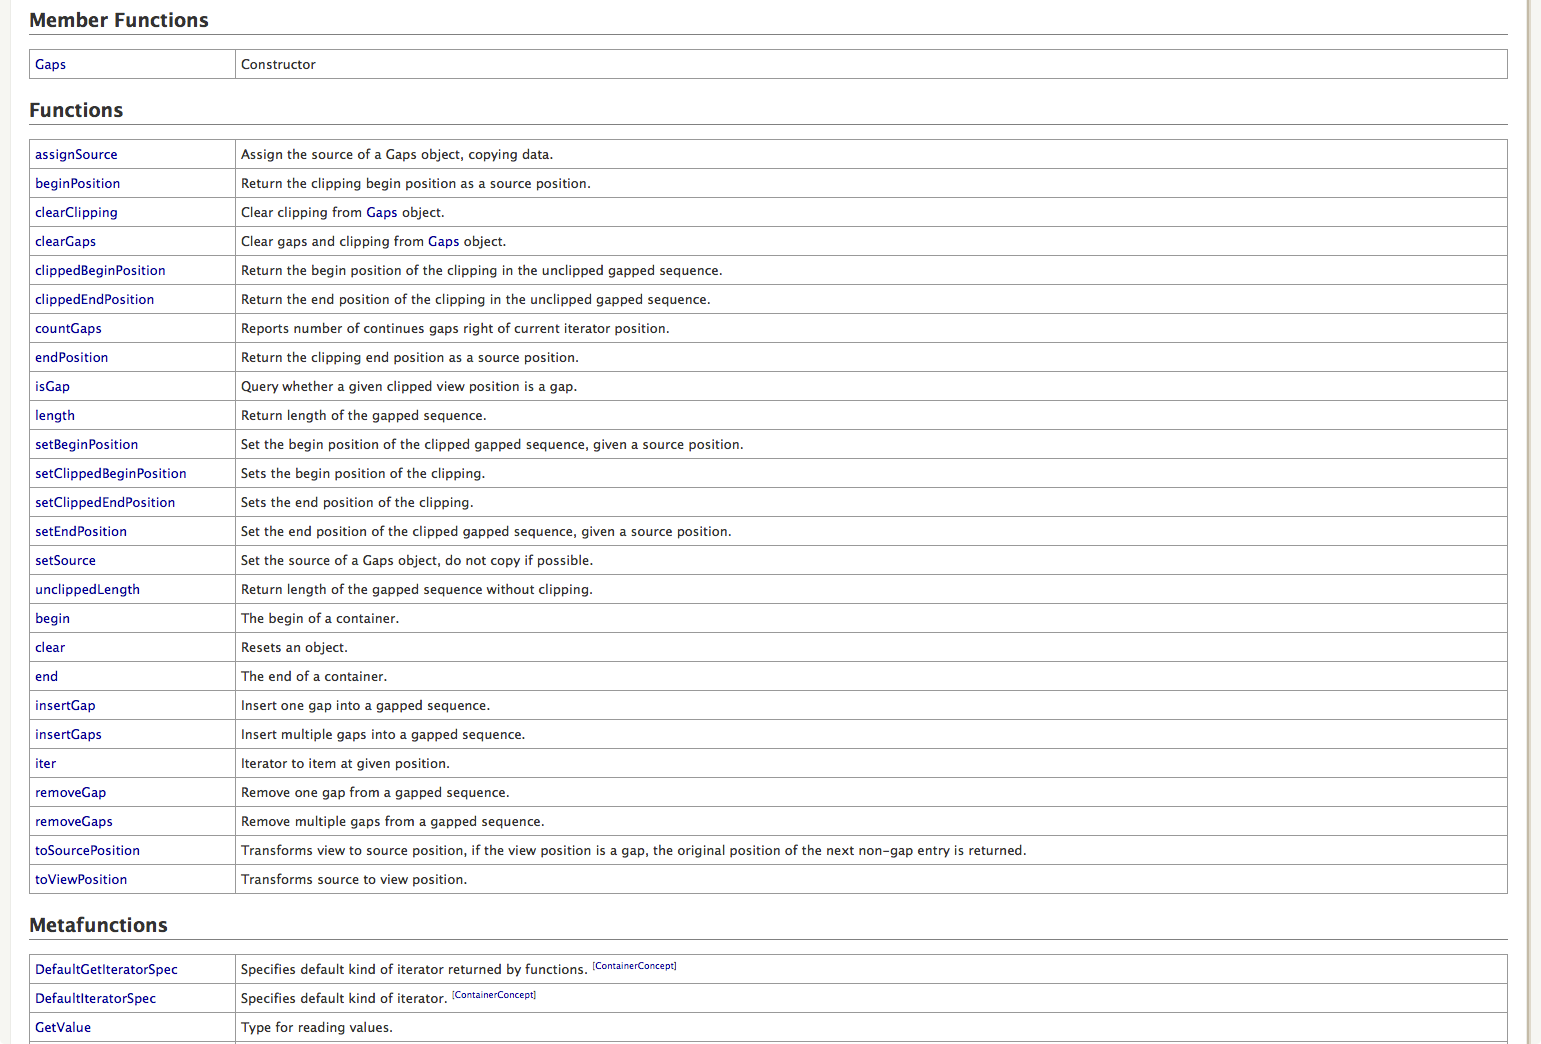 Member Functions
Gaps Constructor
Functions
assignSource Assign the source of a Gaps object, copying data.
beginPosition Return the clipping begin position as a source position.
clearClipping Clear clipping from Gaps object.
clearGaps Clear gaps and clipping from Gaps object.
clippedBeginPosition Return the begin position of the clipping in the unclipped gapped sequence.
clippedEndPosition Return the end position of the clipping in the unclipped gapped sequence.
countGaps Reports number of continues gaps right of current iterator position.
endPosition Return the clipping end position as a source position.
isGap Query whether a given clipped view position is a gap.
length Return length of the gapped sequence.
setBeginPosition Set the begin position of the clipped gapped sequence, given a source position.
setClippedBeginPosition Sets the begin position of the clipping.
setClippedEndPosition Sets the end position of the clipping.
setEndPosition Set the end position of the clipped gapped sequence, given a source position.
setSource Set the source of a Gaps object, do not copy if possible.
unclippedLength Return length of the gapped sequence without clipping.
begin The begin of a container.
clear Resets an object.
end The end of a container.
insertGap Insert one gap into a gapped sequence.
insertGaps Insert multiple gaps into a gapped sequence.
iter Iterator to item at given position.
removeGap Remove one gap from a gapped sequence.
removeGaps Remove multiple gaps from a gapped sequence.
toSourcePosition Transforms view to source position, if the view position is a gap, the original position of the next non-gap entry is returned.
toViewPosition Transforms source to view position.
Metafunctions
DefaultGetIteratorSpec Specifies default kind of iterator returned by functions. [ContainerConcept]
DefaultIteratorSpec Specifies default kind of iterator. [ContainerConcept]
GetValue Type for reading values.